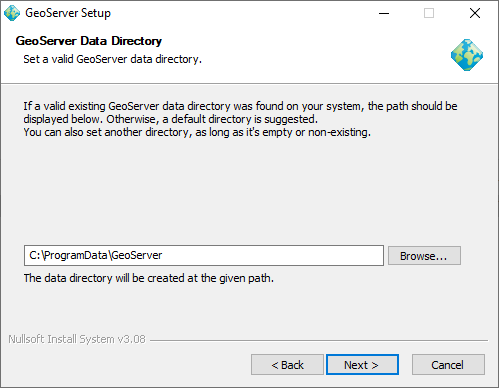 GeoServer Setup
GeoServer Data Directory
Set a valid GeoServer data directory.
If a valid existing GeoServer data directory was found on your system, the path should be
displayed below. Otherwise, a default directory is suggested.
You can also set another directory, as long as it's empty or non-existing.
C:\ProgramData\GeoServer
Browse...
The data directory will be created at the given path.
Nullsoft Install System v3.08
< Back
Next >
Cancel